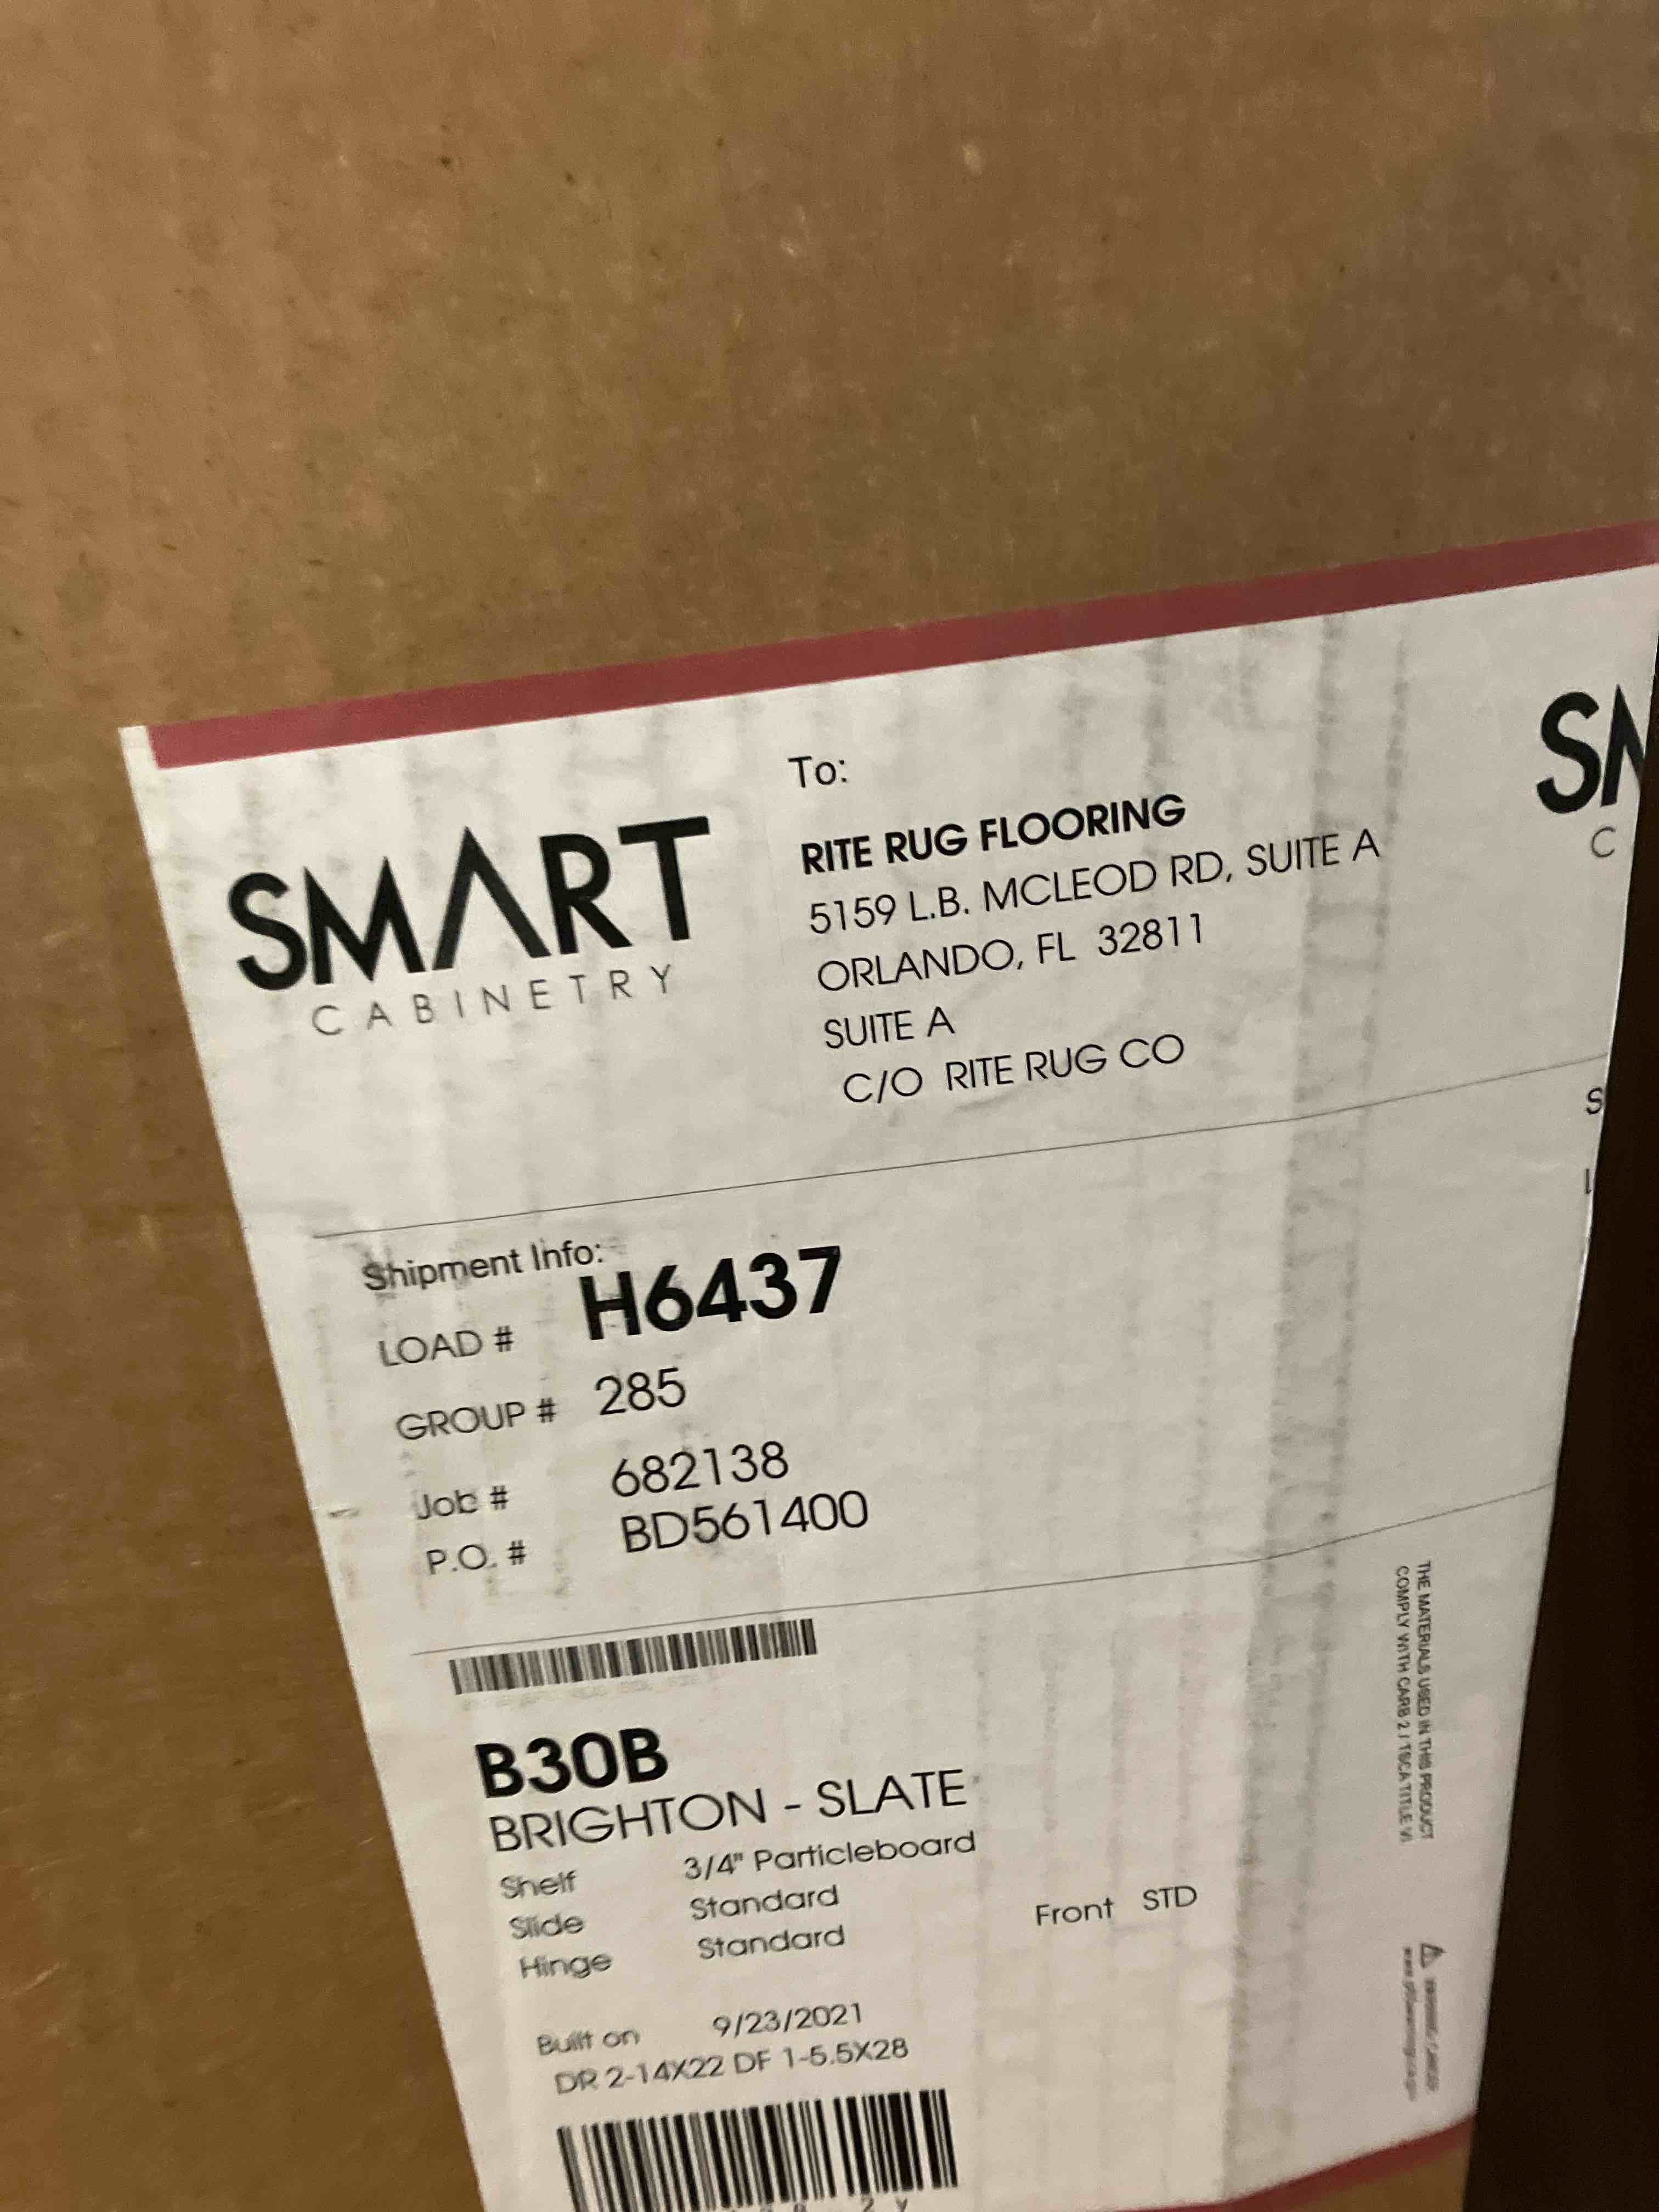 SMART
CABINETRY
To:
RITE RUG FLOORING
5159 L.B. MCLEOD RD, SUITE A
ORLANDO, FL 32811
SUITE A
C/O RITE RUG CO
Shipment Info:
LOAD # H6437
GROUP # 285
Job # 682138
P.O. # BD561400
B30B
BRIGHTON - SLATE
Shelf 3/4" Particleboard
Slide Standard
Hinge Standard Front STD
Built on 9/23/2021
DR 2-14X22 DF 1-5.5X28
THE MATERIALS USED IN THIS PRODUCT
COMPLY WITH CARB 2 / TSCA TITLE VI